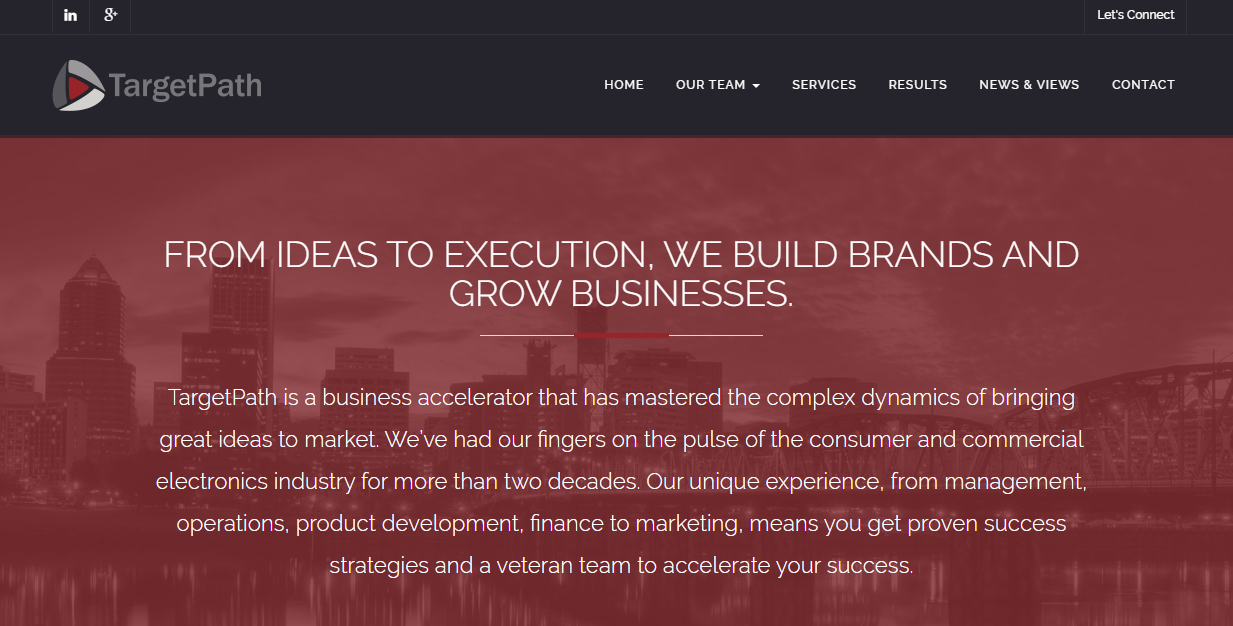 in g+ Let's Connect
TargetPath HOME OUR TEAM SERVICES RESULTS NEWS & VIEWS CONTACT
FROM IDEAS TO EXECUTION, WE BUILD BRANDS AND
GROW BUSINESSES.
TargetPath is a business accelerator that has mastered the complex dynamics of bringing
great ideas to market. We've had our fingers on the pulse of the consumer and commercial
electronics industry for more than two decades. Our unique experience, from management,
operations, product development, finance to marketing, means you get proven success
strategies and a veteran team to accelerate your success.